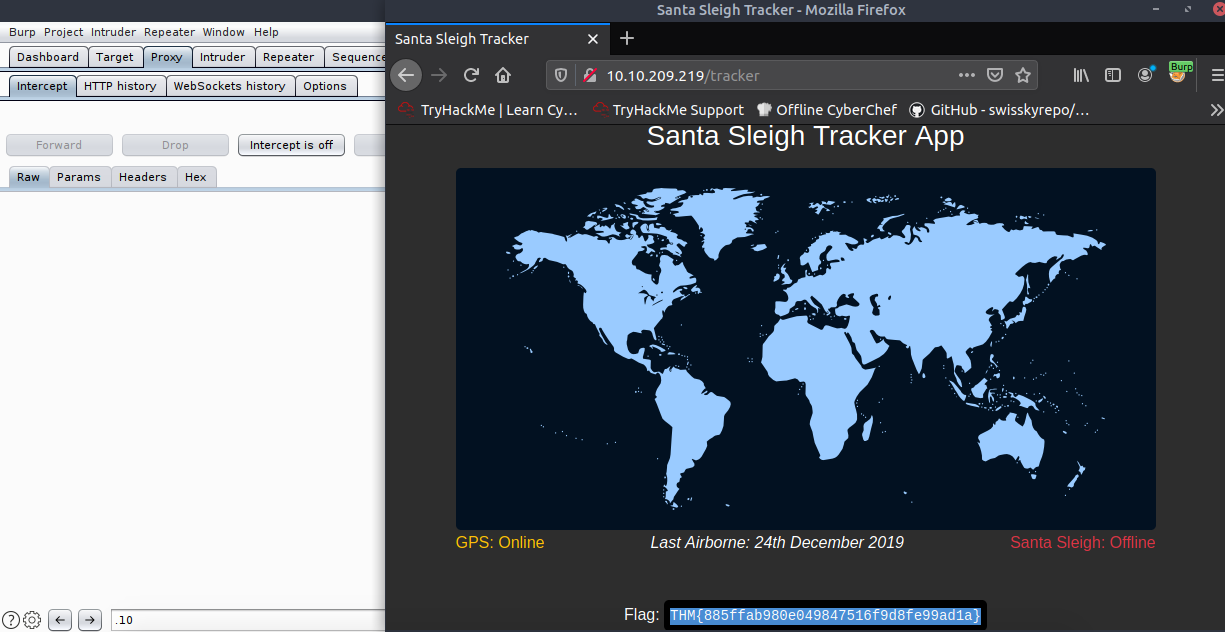 Santa Sleigh Tracker - Mozilla Firefox
Burp Project Intruder Repeater Window Help
Dashboard Target Proxy Intruder Repeater Sequence
Intercept HTTP history WebSockets history Options
Forward Drop Intercept is off
Raw Params Headers Hex
.10
Santa Sleigh Tracker
10.10.209.219/tracker
Burp
TryHackMe | Learn Cy... TryHackMe Support Offline CyberChef GitHub - swisskyrepo/...
Santa Sleigh Tracker App
GPS: Online Last Airborne: 24th December 2019 Santa Sleigh: Offline
Flag: THM{885ffab980e049847516f9d8fe99ad1a}